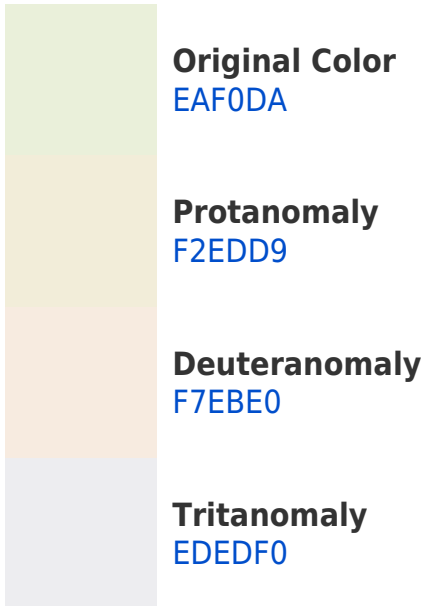 Original Color
EAF0DA
Protanomaly
F2EDD9
Deuteranomaly
F7EBE0
Tritanomaly
EDEDF0